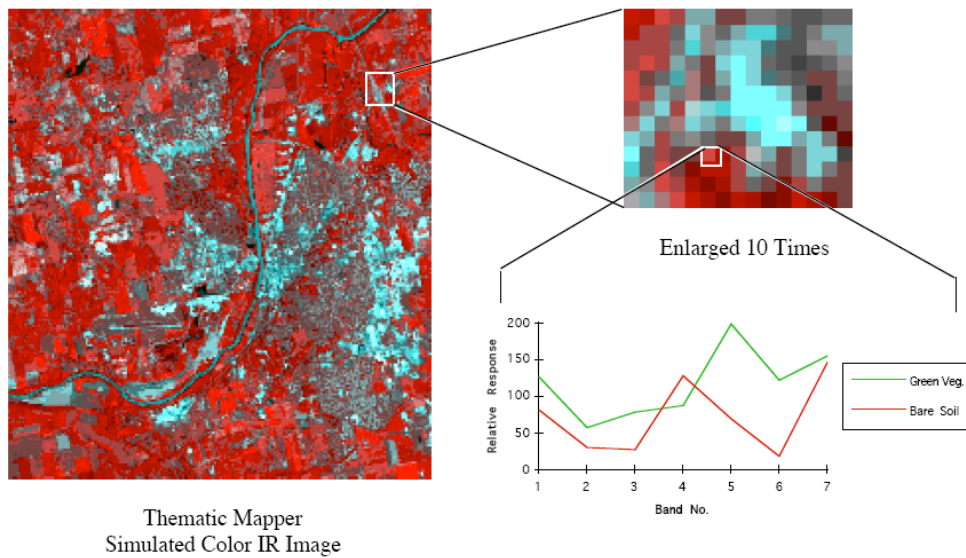 Enlarged 10 Times
Thematic Mapper
Simulated Color IR Image
Relative Response
200
150
100
50
0
1 2 3 4 5 6 7
Band No.
Green Veg.
Bare Soil